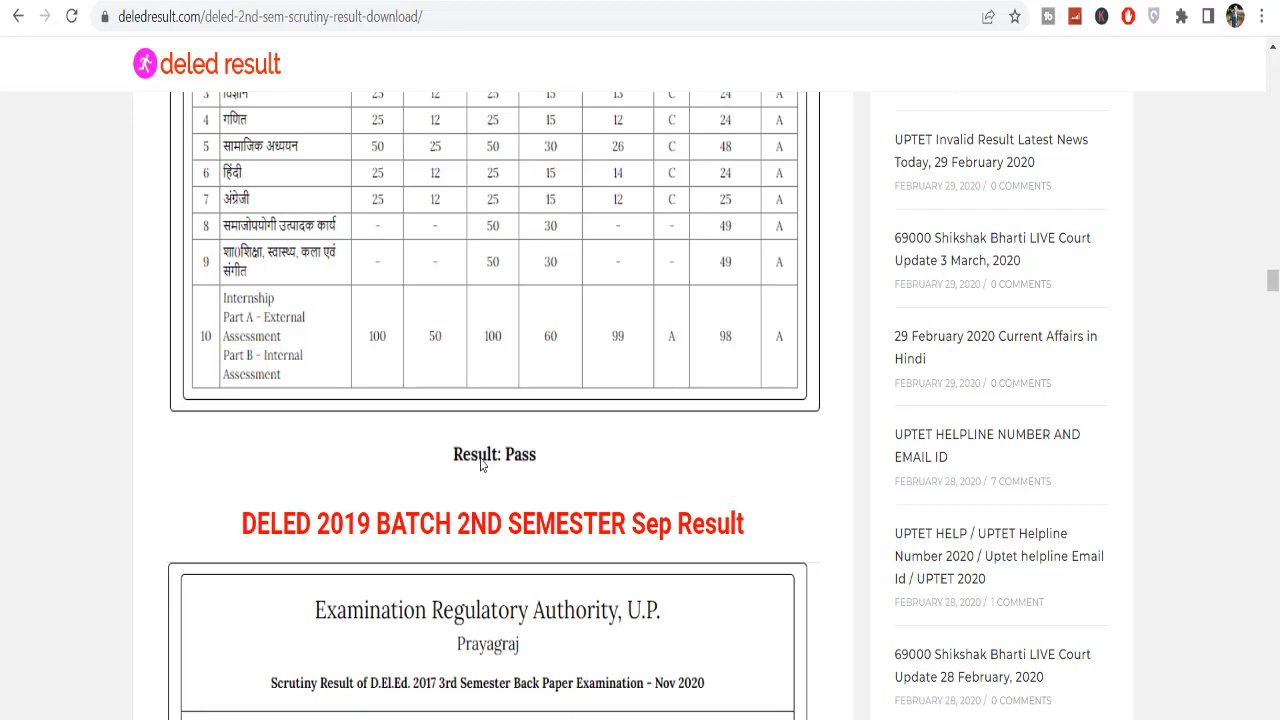 deledresult.com/deled-2nd-sem-scrutiny-result-download/
deled result
3 विज्ञान 25 12 25 15 13 C 24 A
4 गणित 25 12 25 15 12 C 24 A
5 सामाजिक अध्ययन 50 25 50 30 26 C 48 A
6 हिंदी 25 12 25 15 14 C 24 A
7 अंग्रेजी 25 12 25 15 12 C 25 A
8 समाजोपयोगी उत्पादक कार्य - - 50 30 - - 49 A
9 शा0शिक्षा, स्वास्थ्य, कला एवं
संगीत - - 50 30 - - 49 A
Internship
Part A - External
10 Assessment 100 50 100 60 99 A 98 A
Part B - Internal
Assessment
Result: Pass
DELED 2019 BATCH 2ND SEMESTER Sep Result
Examination Regulatory Authority, U.P.
Prayagraj
Scrutiny Result of D.El.Ed. 2017 3rd Semester Back Paper Examination - Nov 2020
UPTET Invalid Result Latest News
Today, 29 February 2020
FEBRUARY 29, 2020 / 0 COMMENTS
69000 Shikshak Bharti LIVE Court
Update 3 March, 2020
FEBRUARY 29, 2020 / 0 COMMENTS
29 February 2020 Current Affairs in
Hindi
FEBRUARY 29, 2020 / 0 COMMENTS
UPTET HELPLINE NUMBER AND
EMAIL ID
FEBRUARY 28, 2020 / 7 COMMENTS
UPTET HELP / UPTET Helpline
Number 2020 / Uptet helpline Email
Id / UPTET 2020
FEBRUARY 28, 2020 / 1 COMMENT
69000 Shikshak Bharti LIVE Court
Update 28 February, 2020
FEBRUARY 28, 2020 / 0 COMMENTS